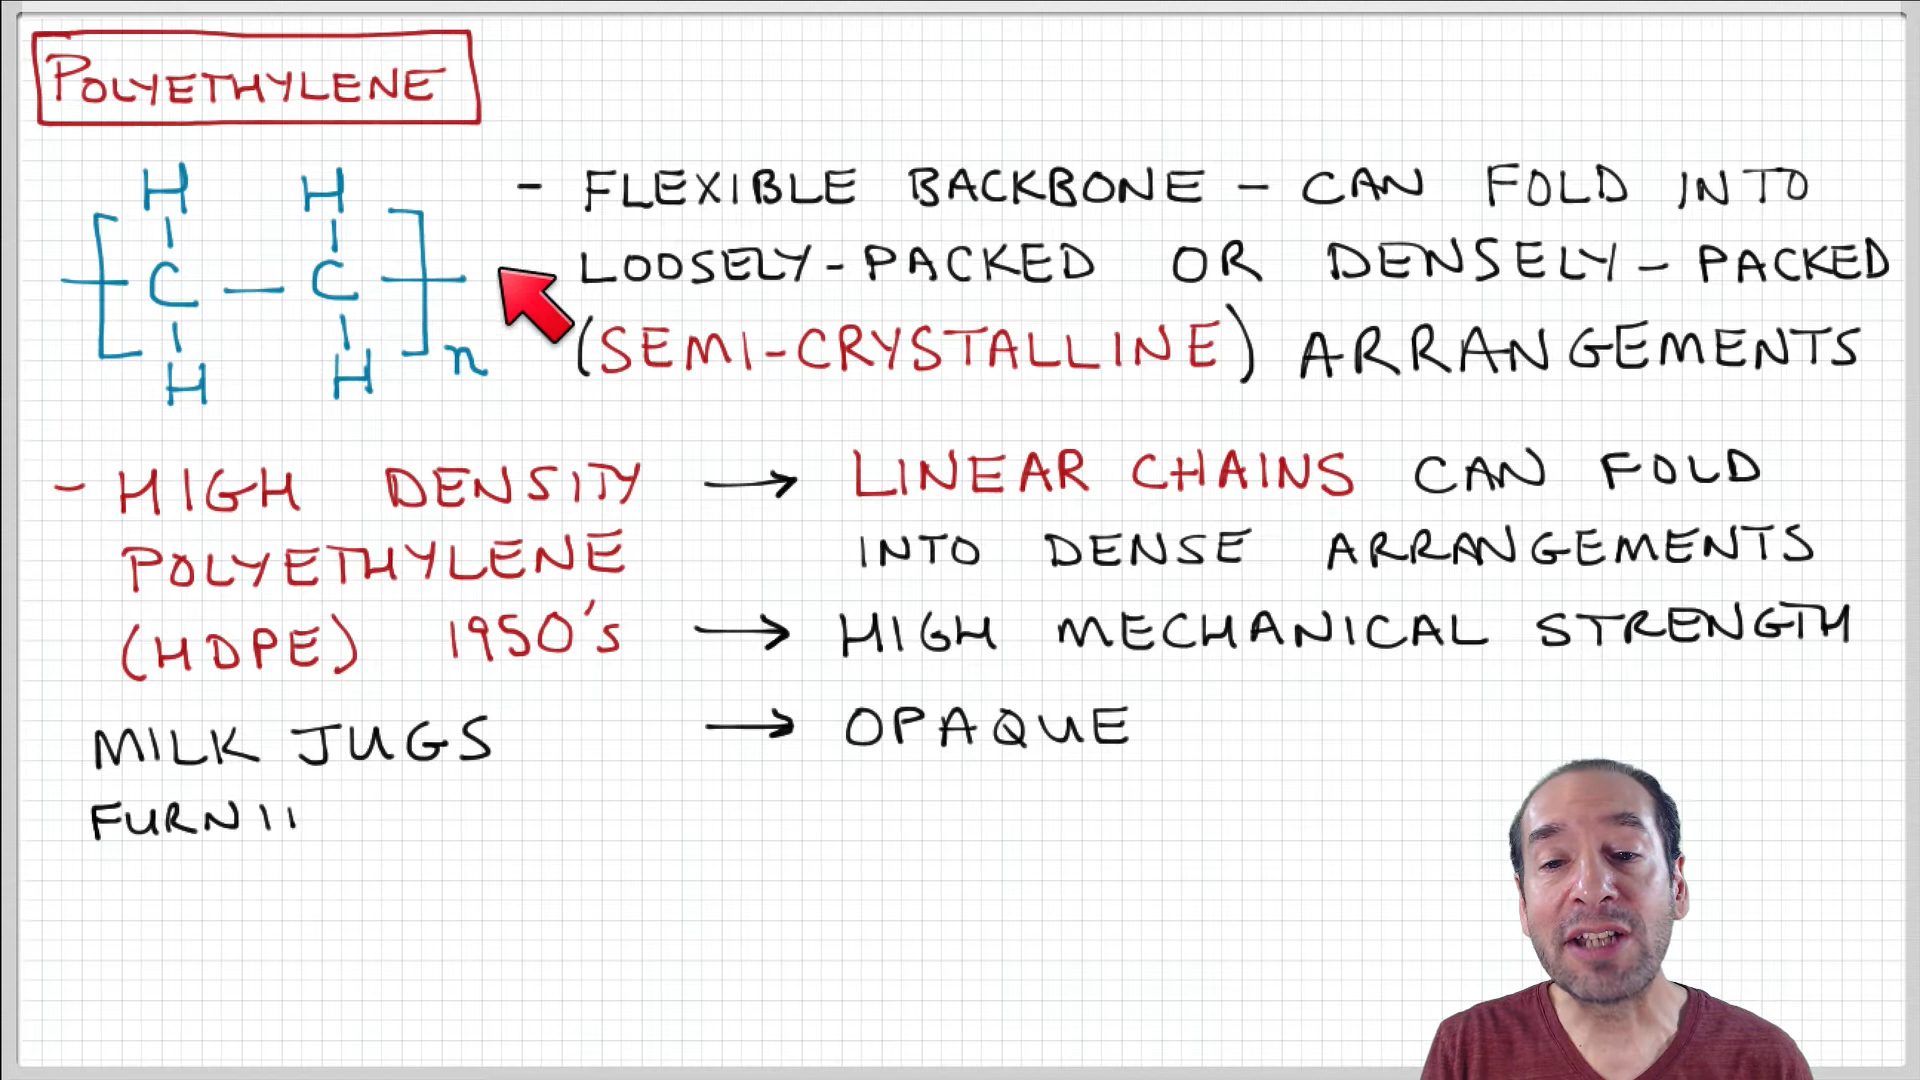 POLYETHYLENE
H H
- FLEXIBLE BACKBONE - CAN FOLD INTO
C - C
LOOSELY-PACKED OR DENSELY-PACKED
(SEMI-CRYSTALLINE) ARRANGEMENTS
H H n
- HIGH DENSITY → LINEAR CHAINS CAN FOLD
POLYETHYLENE INTO DENSE ARRANGEMENTS
(HDPE) 1950's → HIGH MECHANICAL STRENGTH
MILK JUGS → OPAQUE